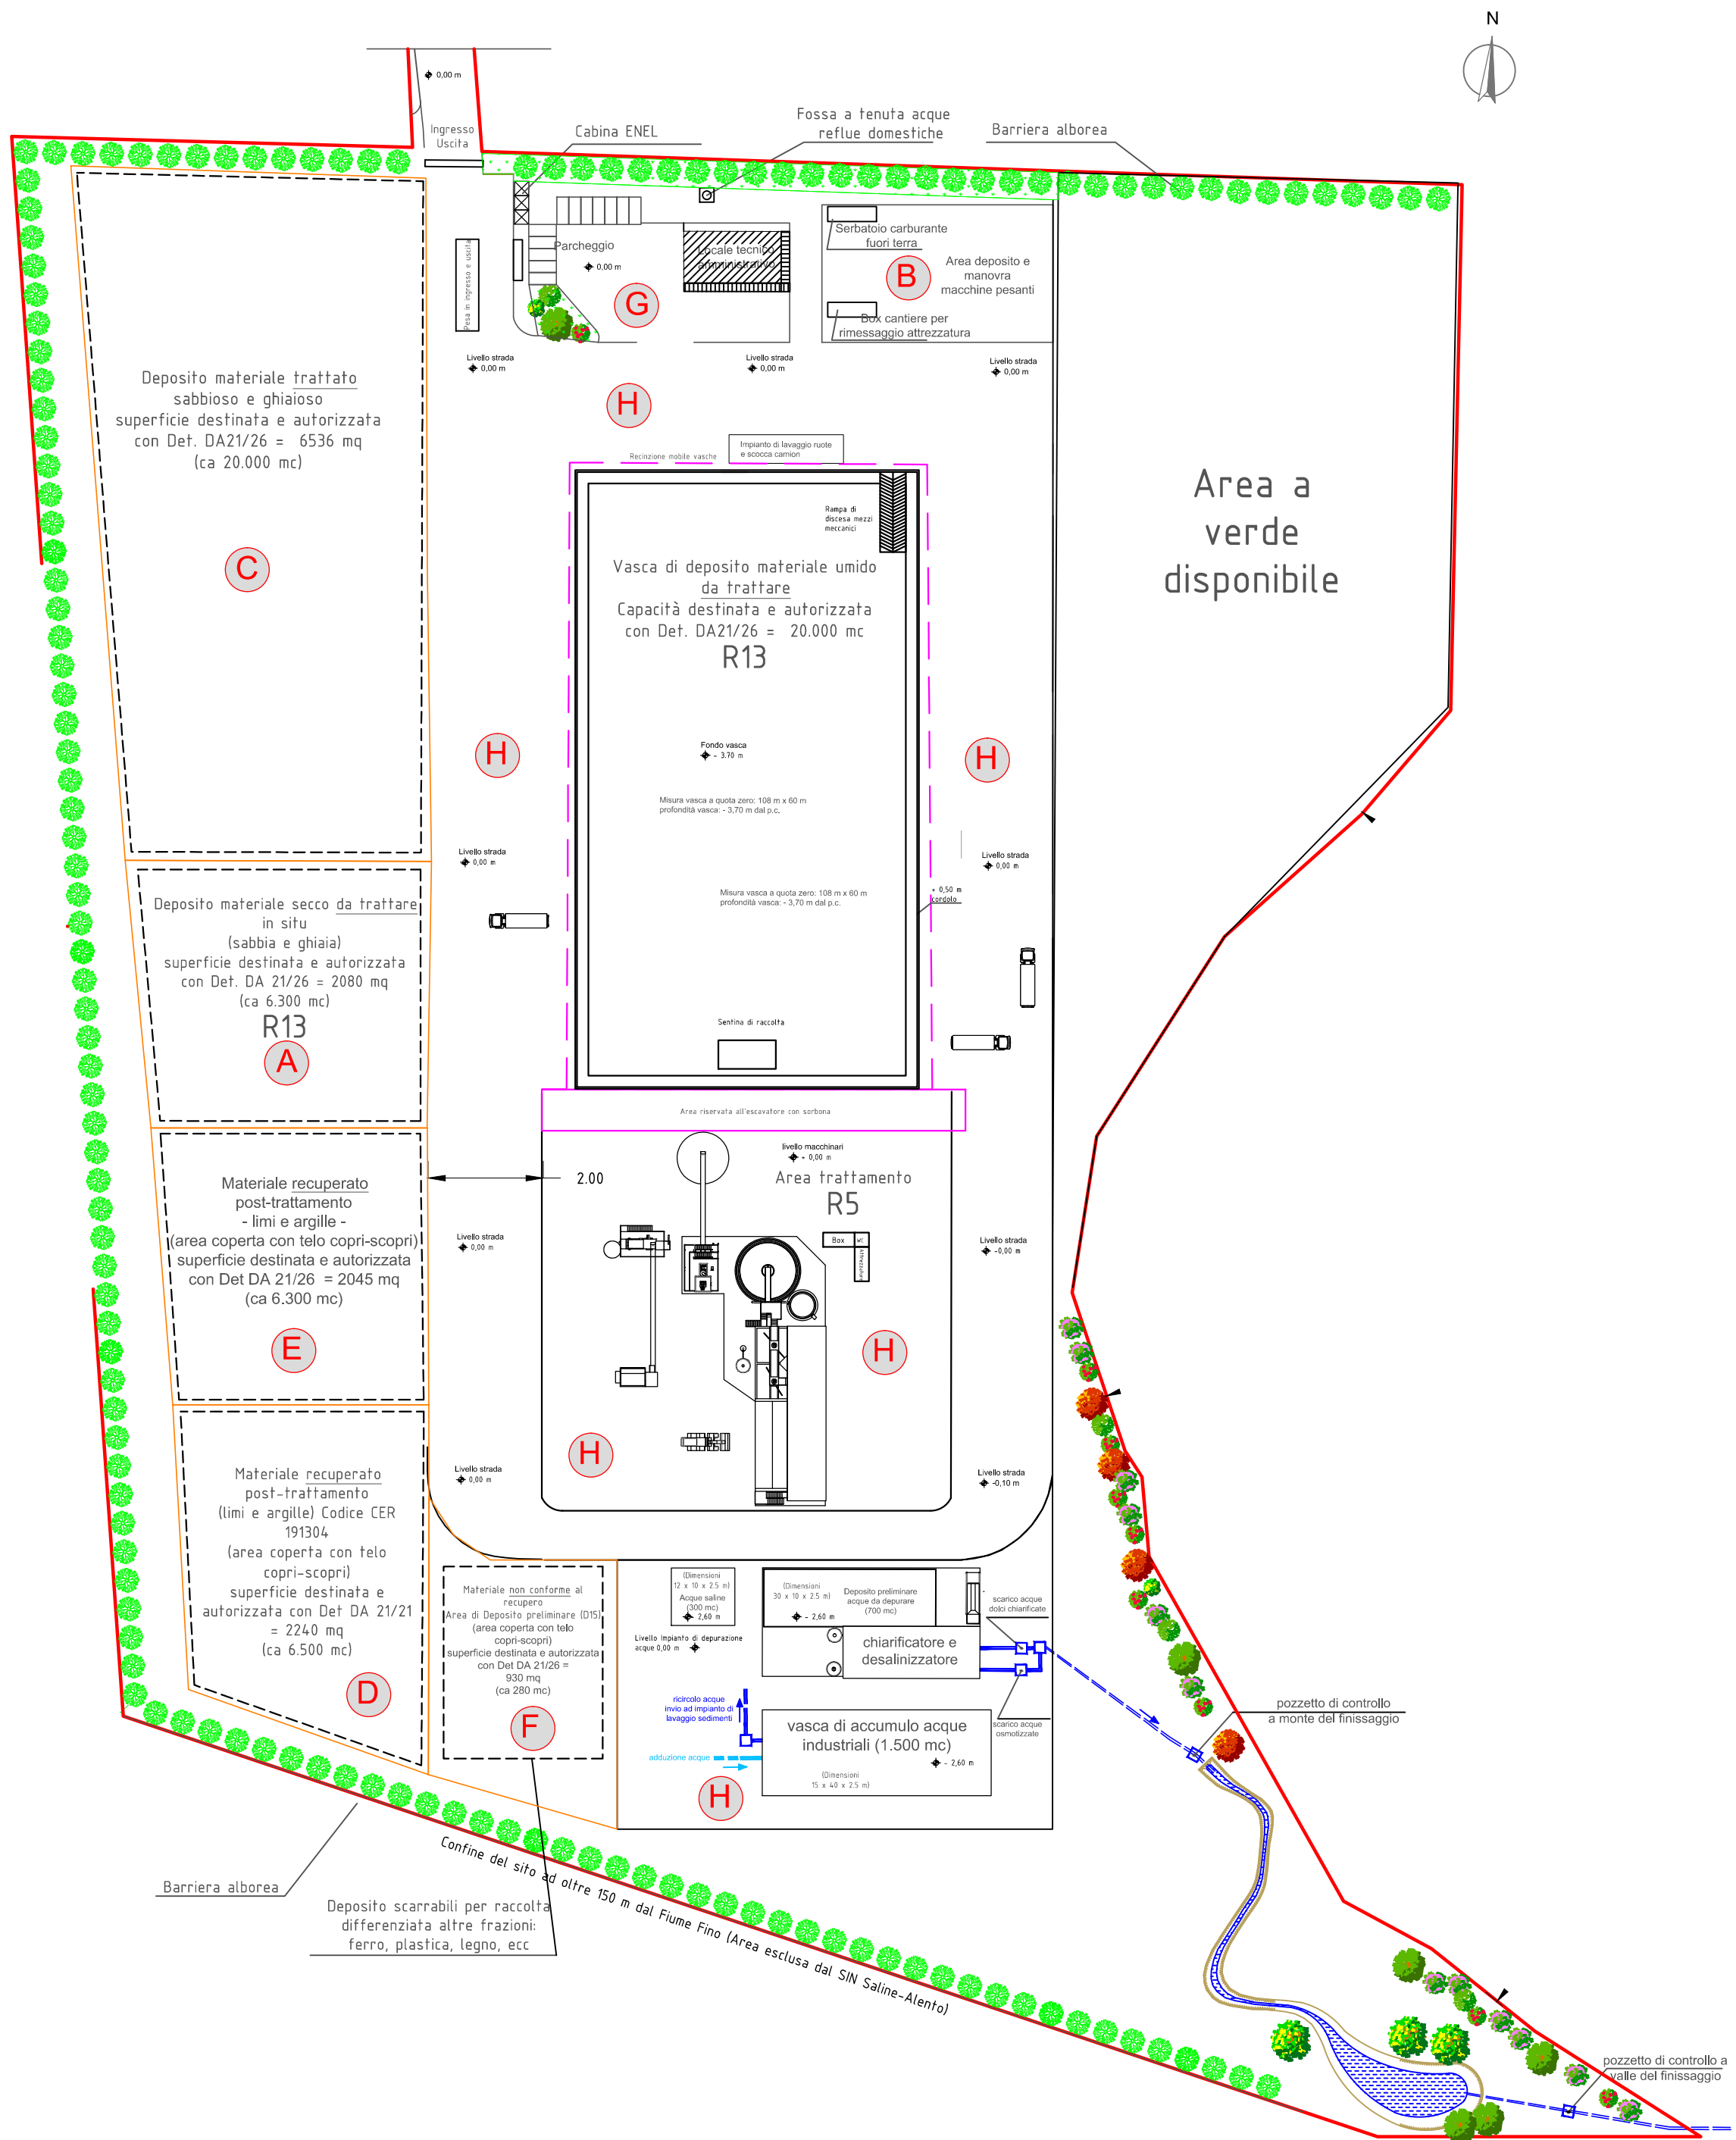 N
0,00 m
Ingresso
Uscita
Cabina ENEL
Fossa a tenuta acque
reflue domestiche
Barriera alborea
Pesa in ingresso e uscita
Parcheggio
0,00 m
Locale tecnico
amministrativo
G
Serbatoio carburante
fuori terra
B
Area deposito e
manovra
macchine pesanti
Box cantiere per
rimessaggio attrezzatura
Livello strada
0,00 m
Livello strada
0,00 m
Livello strada
0,00 m
H
Deposito materiale trattato
sabbioso e ghiaioso
superficie destinata e autorizzata
con Det. DA21/26 = 6536 mq
(ca 20.000 mc)
C
Recinzione mobile vasche
Impianto di lavaggio ruote
e scocca camion
Rampa di
discesa mezzi
meccanici
Vasca di deposito materiale umido
da trattare
Capacità destinata e autorizzata
con Det. DA21/26 = 20.000 mc
R13
Area a
verde
disponibile
H
Fondo vasca
- 3.70 m
H
Misura vasca a quota zero: 108 m x 60 m
profondità vasca: - 3,70 m dal p.c.
Livello strada
0,00 m
Livello strada
0,00 m
Misura vasca a quota zero: 108 m x 60 m
profondità vasca: - 3,70 m dal p.c.
+ 0,50 m
cordolo
Deposito materiale secco da trattare
in situ
(sabbia e ghiaia)
superficie destinata e autorizzata
con Det. DA 21/26 = 2080 mq
(ca 6.300 mc)
R13
A
Sentina di raccolta
Area riservata all'escavatore con sorbona
livello macchinari
+ 0,00 m
Area trattamento
R5
2.00
Materiale recuperato
post-trattamento
- limi e argille -
(area coperta con telo copri-scopri)
superficie destinata e autorizzata
con Det DA 21/26 = 2045 mq
(ca 6.300 mc)
E
Livello strada
0,00 m
Box
WC
Livello strada
-0,00 m
H
H
Livello strada
0,00 m
Livello strada
-0,10 m
Materiale recuperato
post-trattamento
(limi e argille) Codice CER
191304
(area coperta con telo
copri-scopri)
superficie destinata e
autorizzata con Det DA 21/21
= 2240 mq
(ca 6.500 mc)
D
Materiale non conforme al
recupero
Area di Deposito preliminare (D15)
(area coperta con telo
copri-scopri)
superficie destinata e autorizzata
con Det DA 21/26 =
930 mq
(ca 280 mc)
F
(Dimensioni
12 x 10 x 2.5 m)
Acque saline
(300 mc)
- 2,60 m
(Dimensioni
30 x 10 x 2.5 m)
- 2,60 m
Deposito preliminare
acque da depurare
(700 mc)
scarico acque
dolci chiarificate
Livello Impianto di depurazione
acque 0,00 m
chiarificatore e
desalinizzatore
ricircolo acque
invio ad impianto di
lavaggio sedimenti
scarico acque
osmotizzate
vasca di accumulo acque
industriali (1.500 mc)
- 2,60 m
(Dimensioni
15 x 40 x 2.5 m)
adduzione acque
H
pozzetto di controllo
a monte del finissaggio
Barriera alborea
Deposito scarrabili per raccolta
differenziata altre frazioni:
ferro, plastica, legno, ecc
Confine del sito ad oltre 150 m dal Fiume Fino (Area esclusa dal SIN Saline-Alento)
pozzetto di controllo a
valle del finissaggio